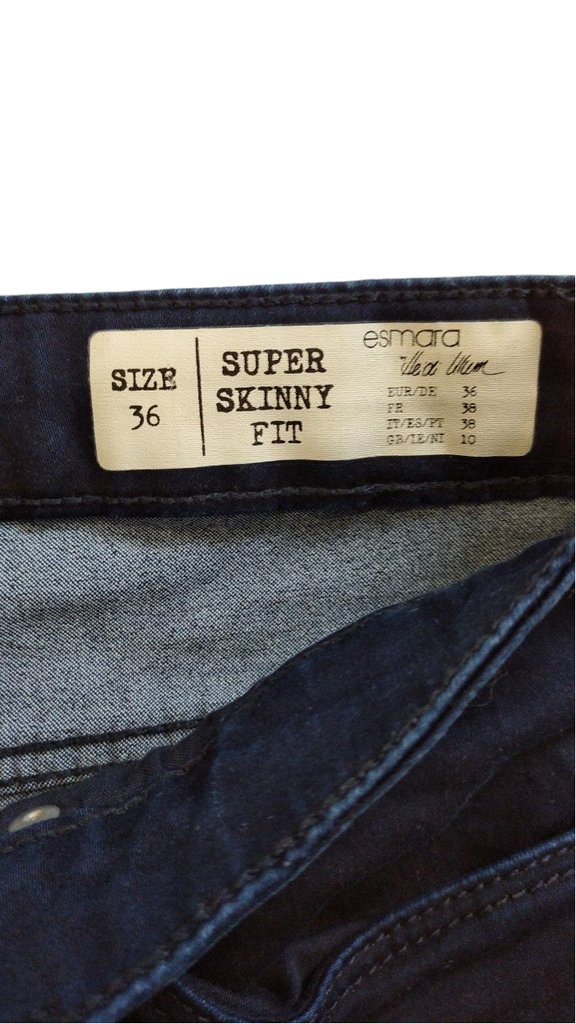 SIZE
36
SUPER
SKINNY
FIT
esmara
EUR/DE 36
FR 38
IT/ES/PT 38
GB/IE/NI 10